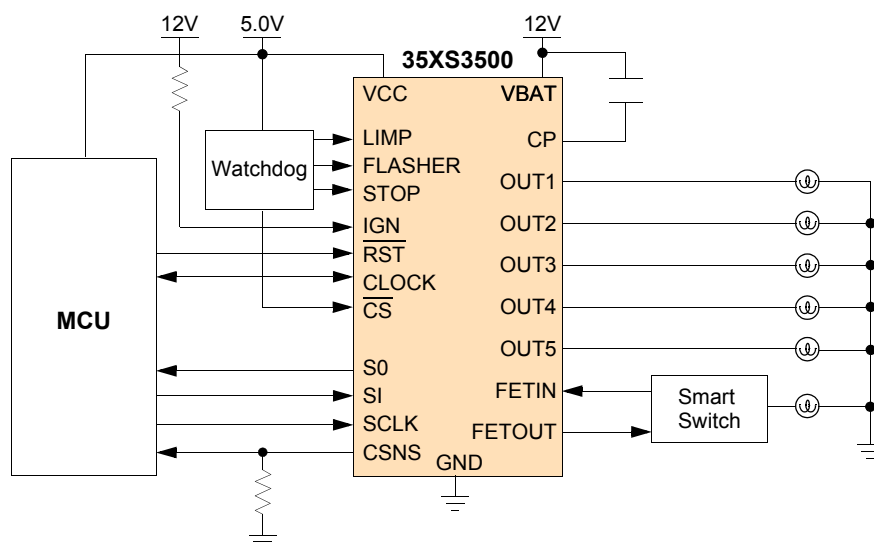 12V
5.0V
12V
35XS3500
VCC
VBAT
CP
LIMP
FLASHER
STOP
Watchdog
IGN
RST
CLOCK
CS
MCU
S0
SI
SCLK
CSNS
GND
OUT1
OUT2
OUT3
OUT4
OUT5
FETIN
FETOUT
Smart
Switch